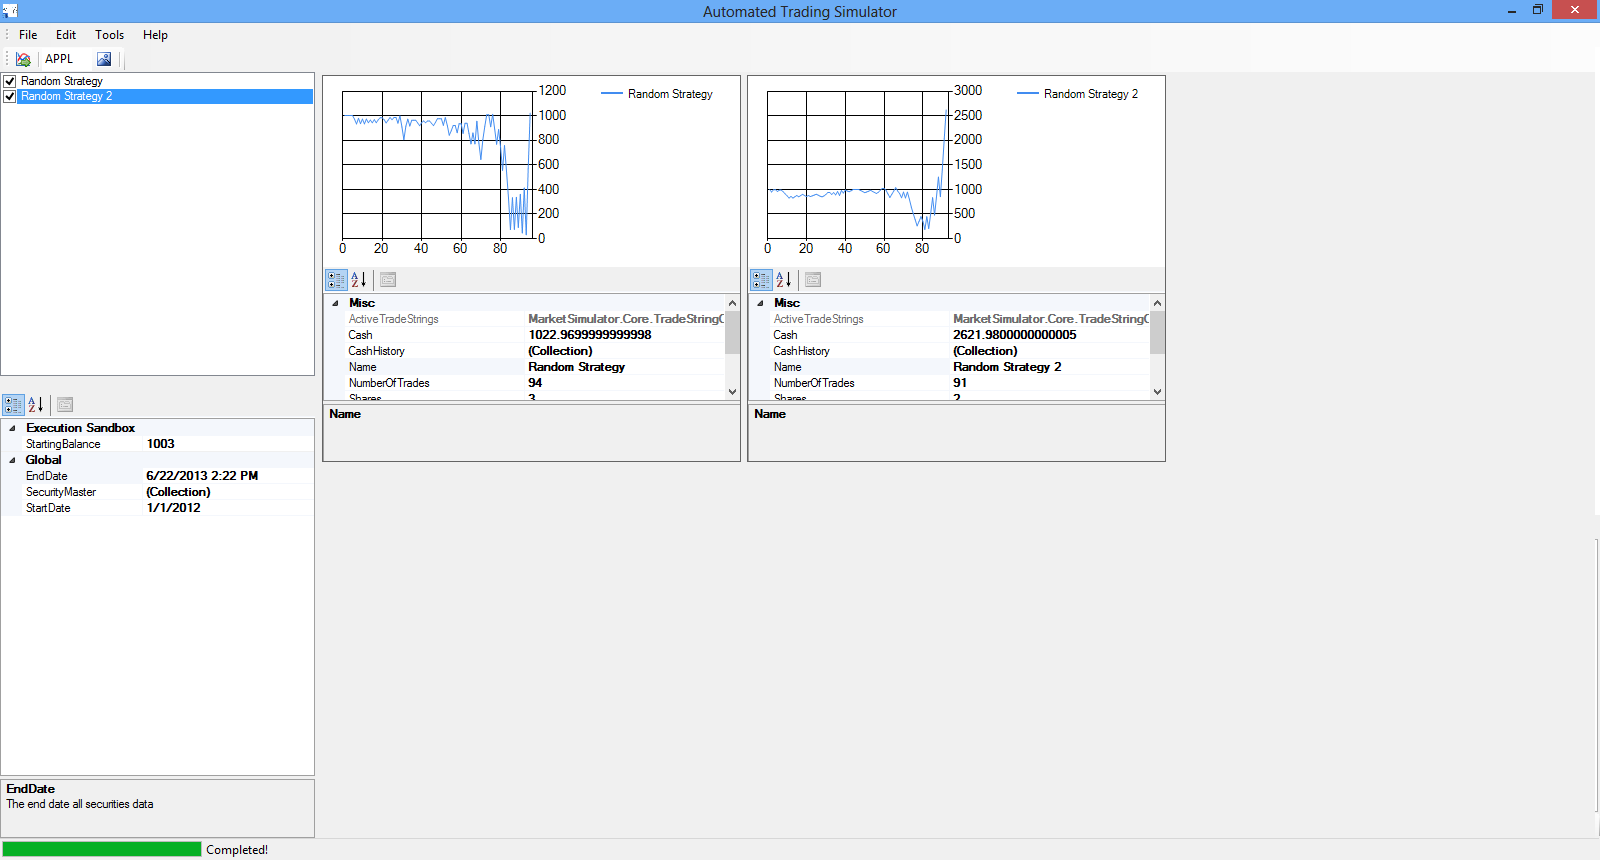 Automated Trading Simulator
File Edit Tools Help
APPL
Random Strategy
Random Strategy 2
Execution Sandbox
StartingBalance 1003
Global
EndDate 6/22/2013 2:22 PM
SecurityMaster (Collection)
StartDate 1/1/2012
EndDate
The end date all securities data
Completed!
Random Strategy
1200
1000
800
600
400
200
0
0 20 40 60 80
Misc
ActiveTradeStrings MarketSimulator.Core.TradeStringC
Cash 1022.9699999999998
CashHistory (Collection)
Name Random Strategy
NumberOfTrades 94
Shares 3
Name
Random Strategy 2
3000
2500
2000
1500
1000
500
0
0 20 40 60 80
Misc
ActiveTradeStrings MarketSimulator.Core.TradeStringC
Cash 2621.9800000000005
CashHistory (Collection)
Name Random Strategy 2
NumberOfTrades 91
Shares 2
Name